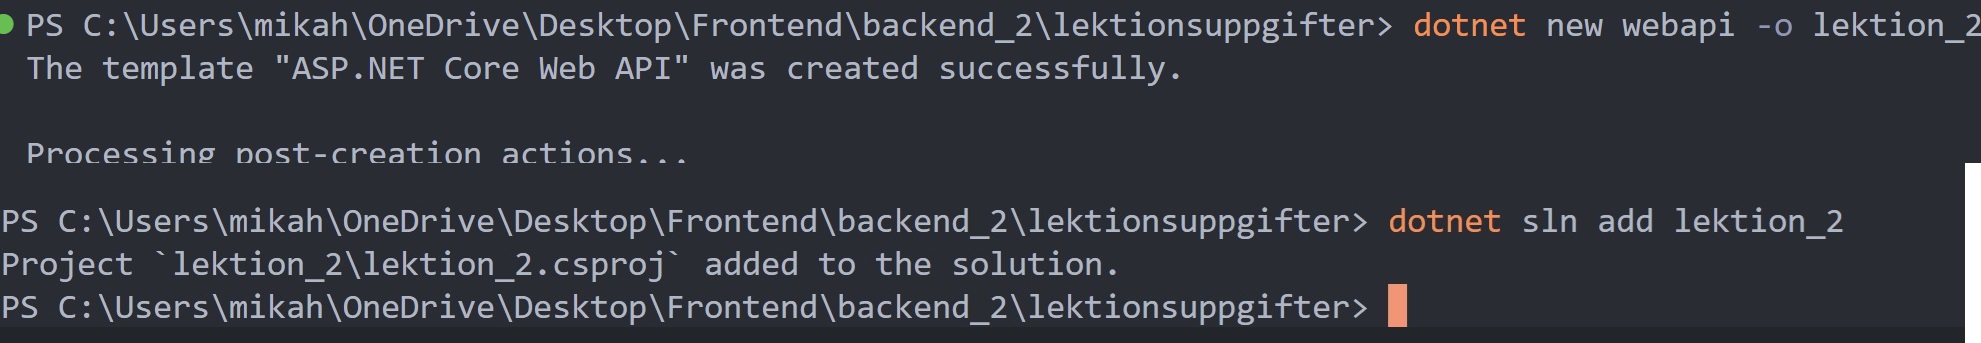 PS C:\Users\mikah\OneDrive\Desktop\Frontend\backend_2\lektionsuppgifter> dotnet new webapi -o lektion_2
The template "ASP.NET Core Web API" was created successfully.
Processing post-creation actions...
PS C:\Users\mikah\OneDrive\Desktop\Frontend\backend_2\lektionsuppgifter> dotnet sln add lektion_2
Project `lektion_2\lektion_2.csproj` added to the solution.
PS C:\Users\mikah\OneDrive\Desktop\Frontend\backend_2\lektionsuppgifter>